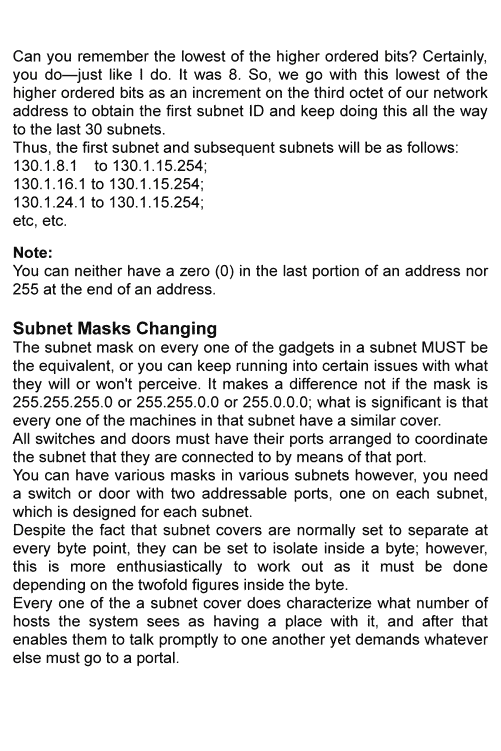 Can you remember the lowest of the higher ordered bits? Certainly,
you do—just like I do. It was 8. So, we go with this lowest of the
higher ordered bits as an increment on the third octet of our network
address to obtain the first subnet ID and keep doing this all the way
to the last 30 subnets.
Thus, the first subnet and subsequent subnets will be as follows:
130.1.8.1 to 130.1.15.254;
130.1.16.1 to 130.1.15.254;
130.1.24.1 to 130.1.15.254;
etc, etc.
Note:
You can neither have a zero (0) in the last portion of an address nor
255 at the end of an address.
Subnet Masks Changing
The subnet mask on every one of the gadgets in a subnet MUST be
the equivalent, or you can keep running into certain issues with what
they will or won't perceive. It makes a difference not if the mask is
255.255.255.0 or 255.255.0.0 or 255.0.0.0; what is significant is that
every one of the machines in that subnet have a similar cover.
All switches and doors must have their ports arranged to coordinate
the subnet that they are connected to by means of that port.
You can have various masks in various subnets however, you need
a switch or door with two addressable ports, one on each subnet,
which is designed for each subnet.
Despite the fact that subnet covers are normally set to separate at
every byte point, they can be set to isolate inside a byte; however,
this is more enthusiastically to work out as it must be done
depending on the twofold figures inside the byte.
Every one of the a subnet cover does characterize what number of
hosts the system sees as having a place with it, and after that
enables them to talk promptly to one another yet demands whatever
else must go to a portal.